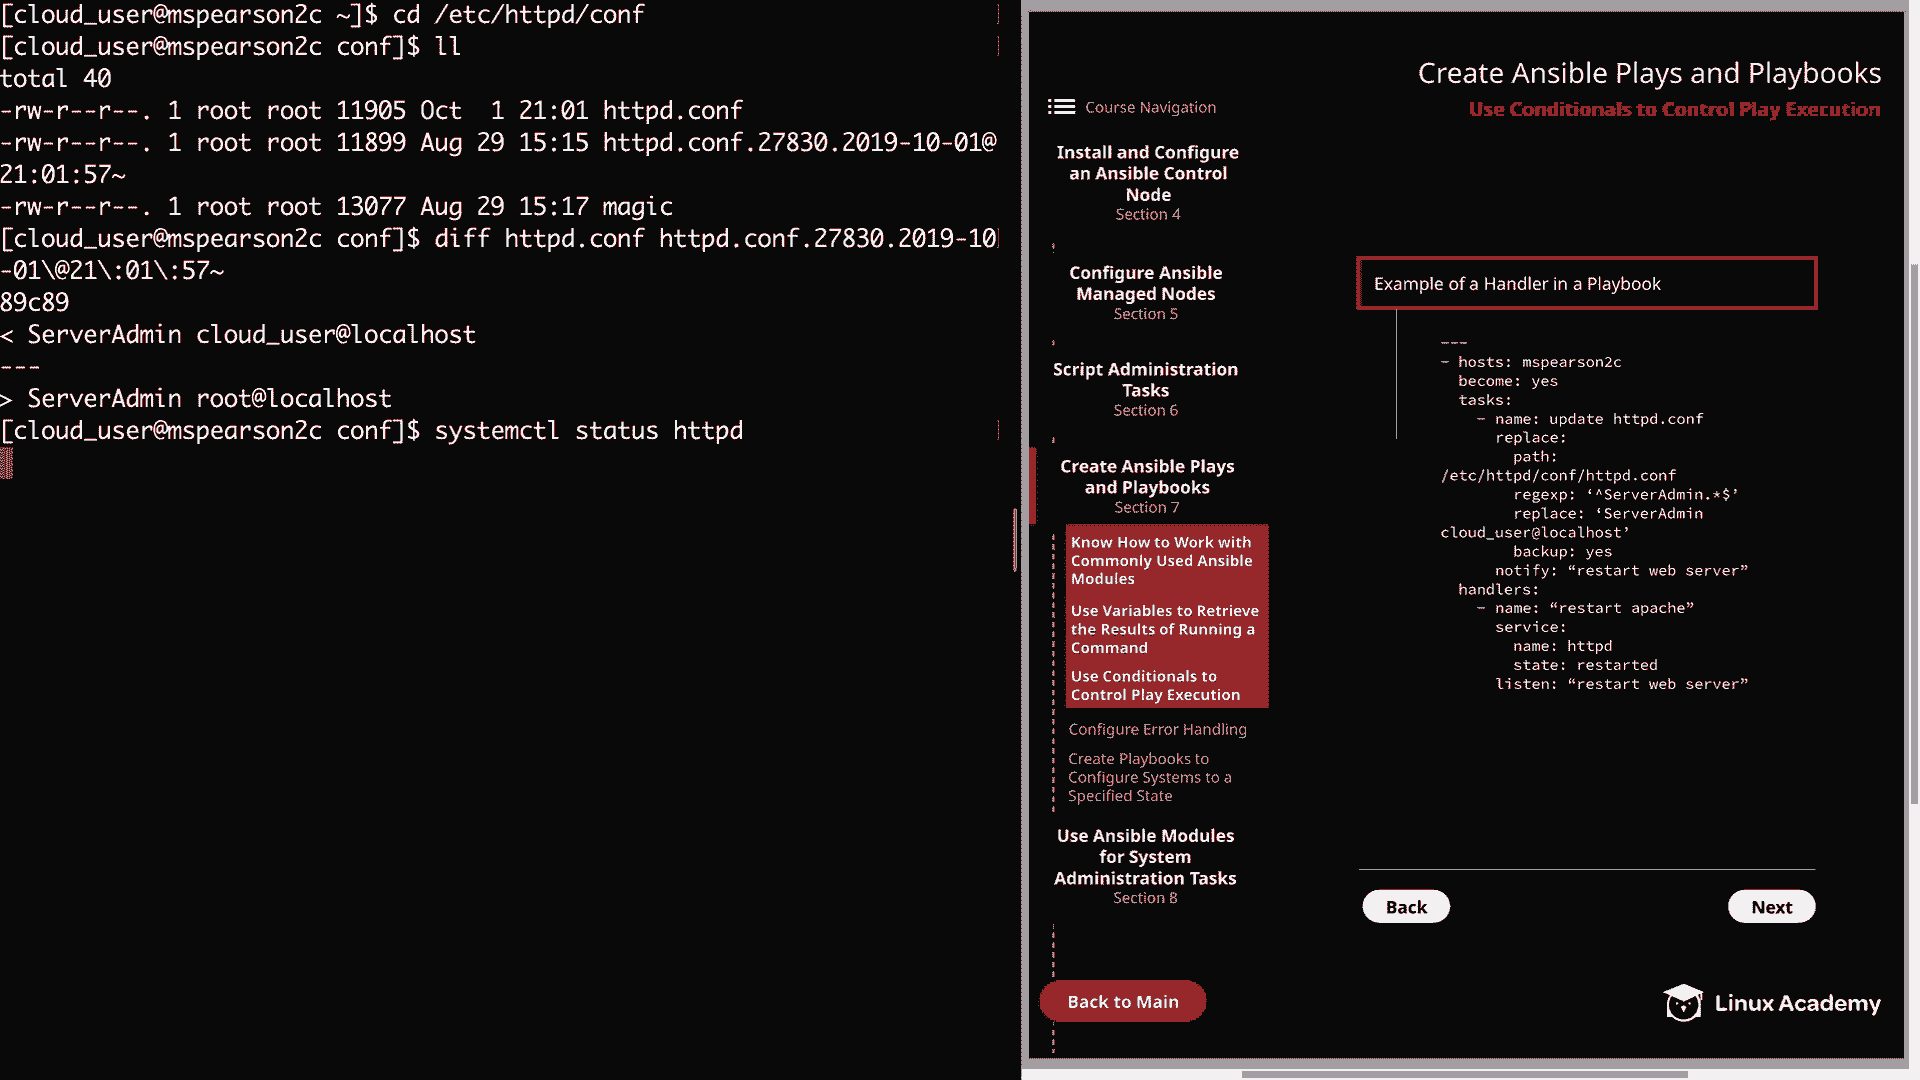 [cloud_user@mspearson2c ~]$ cd /etc/httpd/conf
[cloud_user@mspearson2c conf]$ ll
total 40
-rw-r--r--. 1 root root 11905 Oct  1 21:01 httpd.conf
-rw-r--r--. 1 root root 11899 Aug 29 15:15 httpd.conf.27830.2019-10-01@
21:01:57~
-rw-r--r--. 1 root root 13077 Aug 29 15:17 magic
[cloud_user@mspearson2c conf]$ diff httpd.conf httpd.conf.27830.2019-10
-01\@21\:01\:57~
89c89
< ServerAdmin cloud_user@localhost
---
> ServerAdmin root@localhost
[cloud_user@mspearson2c conf]$ systemctl status httpd
Create Ansible Plays and Playbooks
Use Conditionals to Control Play Execution
Course Navigation
Install and Configure
an Ansible Control
Node
Section 4
Configure Ansible
Managed Nodes
Section 5
Script Administration
Tasks
Section 6
Create Ansible Plays
and Playbooks
Section 7
Know How to Work with
Commonly Used Ansible
Modules
Use Variables to Retrieve
the Results of Running a
Command
Use Conditionals to
Control Play Execution
Configure Error Handling
Create Playbooks to
Configure Systems to a
Specified State
Use Ansible Modules
for System
Administration Tasks
Section 8
Back to Main
Example of a Handler in a Playbook
---
- hosts: mspearson2c
become: yes
tasks:
- name: update httpd.conf
replace:
path:
/etc/httpd/conf/httpd.conf
regexp: ‘^ServerAdmin.*$’
replace: ‘ServerAdmin
cloud_user@localhost’
backup: yes
notify: “restart web server”
handlers:
- name: “restart apache”
service:
name: httpd
state: restarted
listen: “restart web server”
Back
Next
Linux Academy